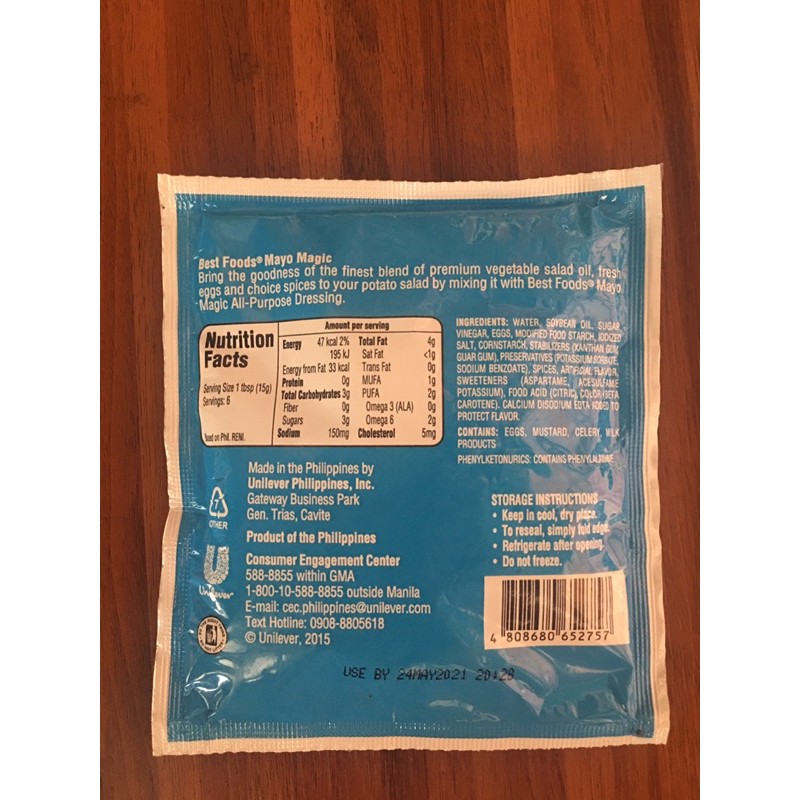 Best Foods® Mayo Magic
Bring the goodness of the finest blend of premium vegetable salad oil, fresh
eggs and choice spices to your potato salad by mixing it with Best Foods® Mayo
Magic All-Purpose Dressing.
Nutrition
Facts
Serving Size 1 tbsp (15g)
Servings: 6
Based on Phil. RENI.
Amount per serving
Energy 47 kcal 2%
195 kJ
Energy from Fat 33 kcal
Protein 0g
Total Carbohydrates 3g
Fiber 0g
Sugars 3g
Sodium 150mg
Total Fat 4g
Sat Fat <1g
Trans Fat 0g
MUFA 1g
PUFA 2g
Omega 3 (ALA) 0g
Omega 6 2g
Cholesterol 5mg
INGREDIENTS: WATER, SOYBEAN OIL, SUGAR,
VINEGAR, EGGS, MODIFIED FOOD STARCH, IODIZED
SALT, CORNSTARCH, STABILIZERS (XANTHAN GUM,
GUAR GUM), PRESERVATIVES (POTASSIUM SORBATE,
SODIUM BENZOATE), SPICES, ARTIFICIAL FLAVOR,
SWEETENERS (ASPARTAME, ACESULFAME
POTASSIUM), FOOD ACID (CITRIC), COLOR (BETA
CAROTENE). CALCIUM DISODIUM EDTA ADDED TO
PROTECT FLAVOR.
CONTAINS: EGGS, MUSTARD, CELERY, MILK
PRODUCTS
PHENYLKETONURICS: CONTAINS PHENYLALANINE
Made in the Philippines by
Unilever Philippines, Inc.
Gateway Business Park
Gen. Trias, Cavite
Product of the Philippines
Consumer Engagement Center
588-8855 within GMA
1-800-10-588-8855 outside Manila
E-mail: cec.philippines@unilever.com
Text Hotline: 0908-8805618
© Unilever, 2015
7
OTHER
Unilever
STORAGE INSTRUCTIONS
• Keep in cool, dry place.
• To reseal, simply fold edge.
• Refrigerate after opening.
• Do not freeze.
4 808680 652757
USE BY 24MAY2021 20:28